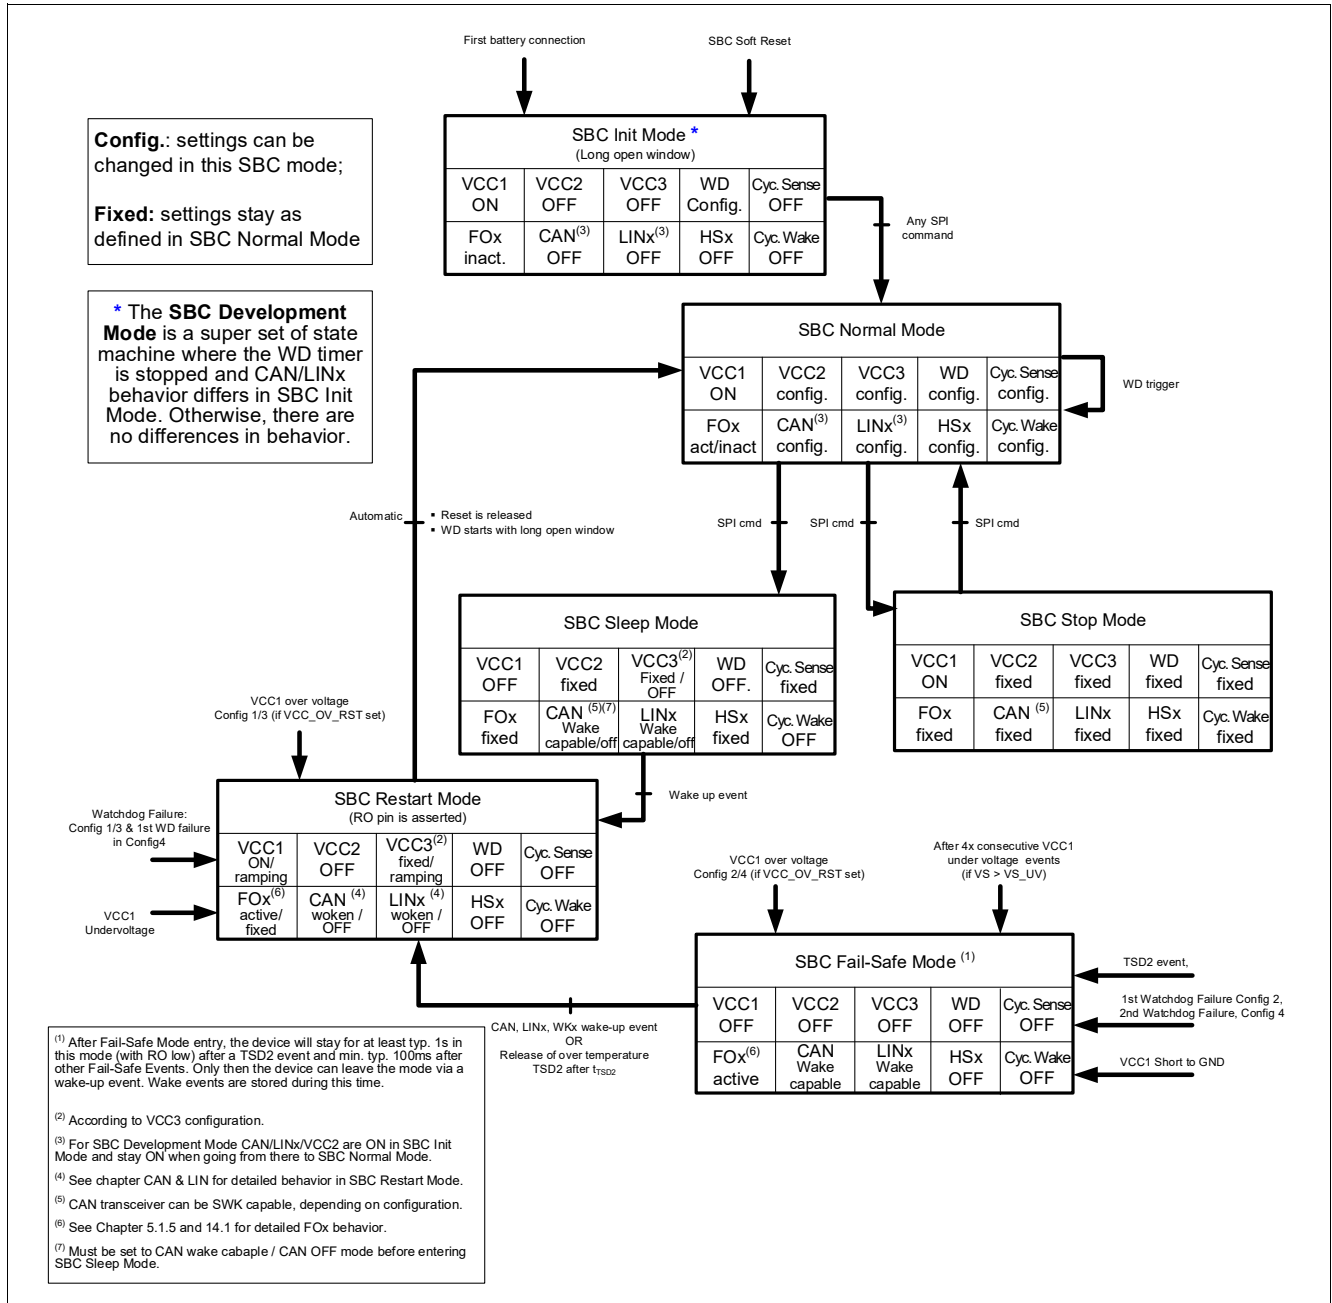 First battery connection
SBC Soft Reset
Config.: settings can be
changed in this SBC mode;
Fixed: settings stay as
defined in SBC Normal Mode
* The SBC Development
Mode is a super set of state
machine where the WD timer
is stopped and CAN/LINx
behavior differs in SBC Init
Mode. Otherwise, there are
no differences in behavior.
SBC Init Mode *
(Long open window)
VCC1
ON
VCC2
OFF
VCC3
OFF
WD
Config.
Cyc. Sense
OFF
FOx
inact.
CAN(3)
OFF
LINx(3)
OFF
HSx
OFF
Cyc. Wake
OFF
Any SPI
command
SBC Normal Mode
VCC1
ON
VCC2
config.
VCC3
config.
WD
config.
Cyc. Sense
config.
FOx
act/inact
CAN(3)
config.
LINx(3)
config.
HSx
config.
Cyc. Wake
config.
WD trigger
Automatic
▪ Reset is released
▪ WD starts with long open window
SPI cmd
SPI cmd
SPI cmd
SBC Sleep Mode
VCC1
OFF
VCC2
fixed
VCC3(2)
Fixed /
OFF
WD
OFF.
Cyc. Sense
fixed
FOx
fixed
CAN (5)(7)
Wake
capable/off
LINx
Wake
capable/off
HSx
fixed
Cyc. Wake
OFF
SBC Stop Mode
VCC1
ON
VCC2
fixed
VCC3
fixed
WD
fixed
Cyc. Sense
fixed
FOx
fixed
CAN (5)
fixed
LINx
fixed
HSx
fixed
Cyc. Wake
fixed
VCC1 over voltage
Config 1/3 (if VCC_OV_RST set)
Wake up event
Watchdog Failure:
Config 1/3 & 1st WD failure
in Config4
VCC1
Undervoltage
SBC Restart Mode
(RO pin is asserted)
VCC1
ON/
ramping
VCC2
OFF
VCC3(2)
fixed/
ramping
WD
OFF
Cyc. Sense
OFF
FOx(6)
active/
fixed
CAN (4)
woken /
OFF
LINx (4)
woken /
OFF
HSx
OFF
Cyc. Wake
OFF
VCC1 over voltage
Config 2/4 (if VCC_OV_RST set)
After 4x consecutive VCC1
under voltage events
(if VS > VS_UV)
SBC Fail-Safe Mode (1)
VCC1
OFF
VCC2
OFF
VCC3
OFF
WD
OFF
Cyc. Sense
OFF
FOx(6)
active
CAN
Wake
capable
LINx
Wake
capable
HSx
OFF
Cyc. Wake
OFF
TSD2 event,
1st Watchdog Failure Config 2,
2nd Watchdog Failure, Config 4
VCC1 Short to GND
CAN, LINx, WKx wake-up event
OR
Release of over temperature
TSD2 after tTSD2
(1) After Fail-Safe Mode entry, the device will stay for at least typ. 1s in
this mode (with RO low) after a TSD2 event and min. typ. 100ms after
other Fail-Safe Events. Only then the device can leave the mode via a
wake-up event. Wake events are stored during this time.
(2) According to VCC3 configuration.
(3) For SBC Development Mode CAN/LINx/VCC2 are ON in SBC Init
Mode and stay ON when going from there to SBC Normal Mode.
(4) See chapter CAN & LIN for detailed behavior in SBC Restart Mode.
(5) CAN transceiver can be SWK capable, depending on configuration.
(6) See Chapter 5.1.5 and 14.1 for detailed FOx behavior.
(7) Must be set to CAN wake cabaple / CAN OFF mode before entering
SBC Sleep Mode.